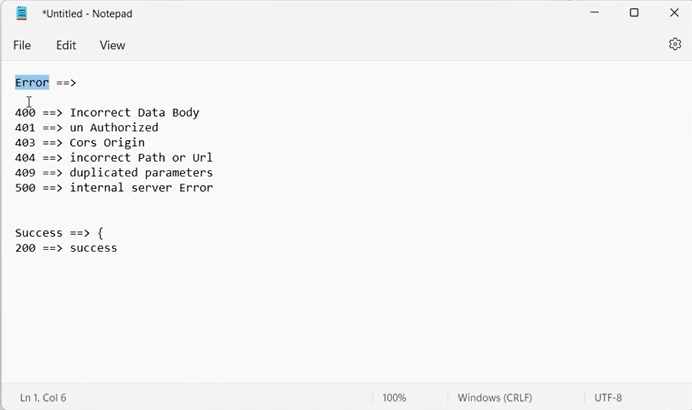 *Untitled - Notepad
File Edit View
Error ==>
400 ==> Incorrect Data Body
401 ==> un Authorized
403 ==> Cors Origin
404 ==> incorrect Path or Url
409 ==> duplicated parameters
500 ==> internal server Error
Success ==> {
200 ==> success
Ln 1, Col 6 100% Windows (CRLF) UTF-8